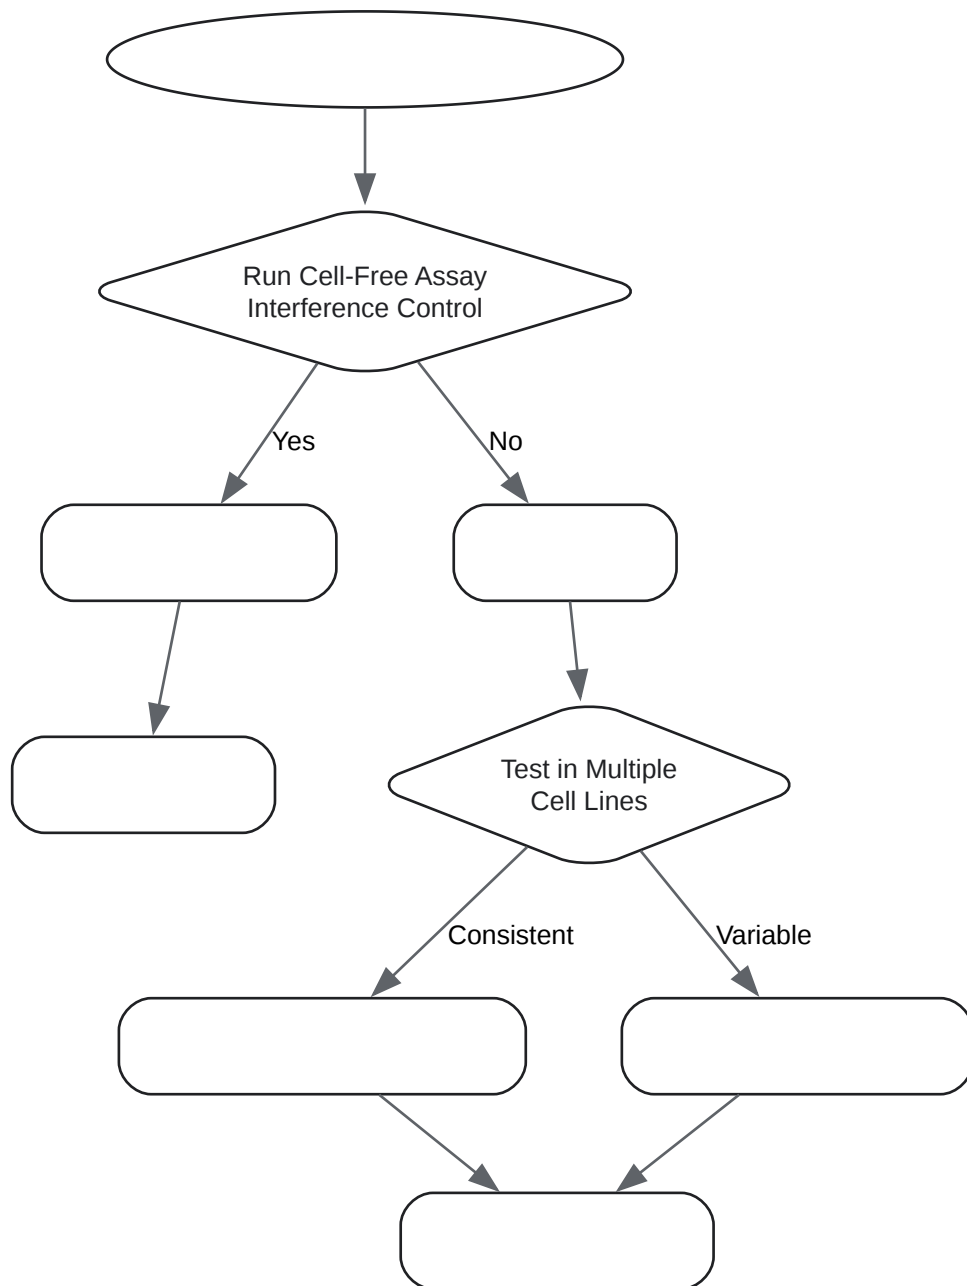 Run Cell-Free Assay
Interference Control
Yes
No
Test in Multiple
Cell Lines
Consistent
Variable